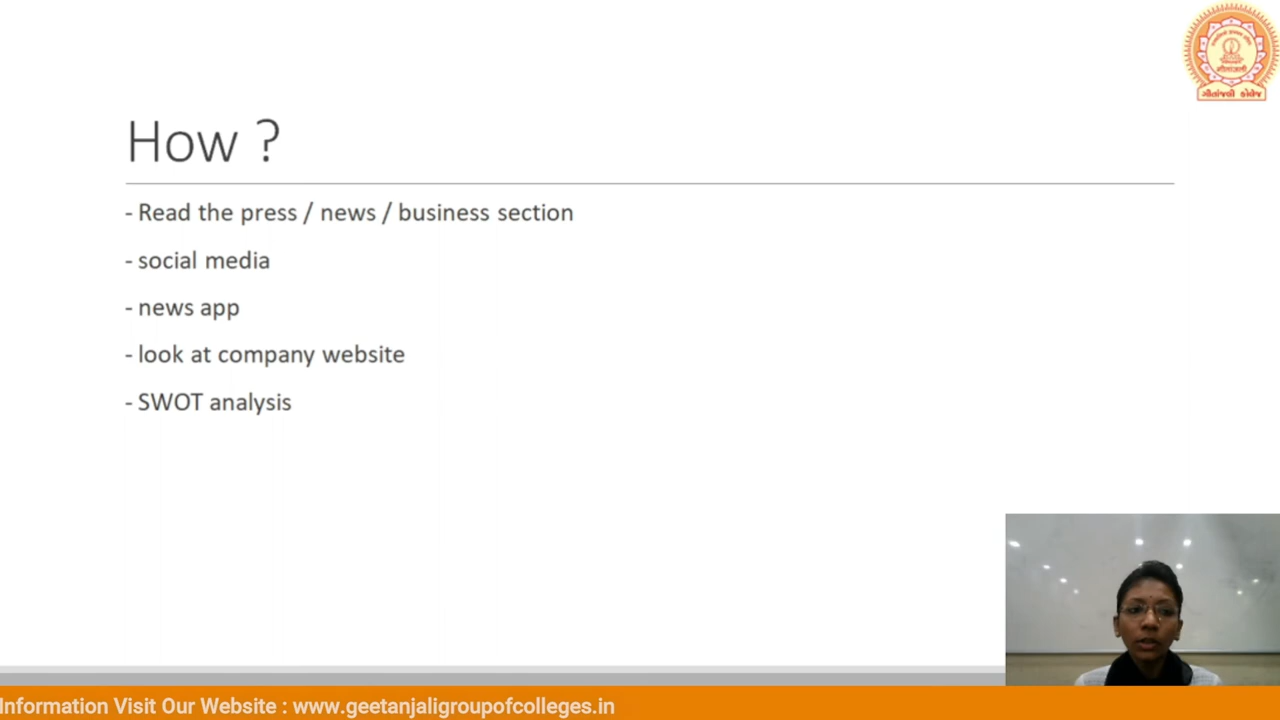 ગીતાંજલી કોલેજ
How ?
- Read the press / news / business section
- social media
- news app
- look at company website
- SWOT analysis
Information Visit Our Website : www.geetanjaligroupofcolleges.in